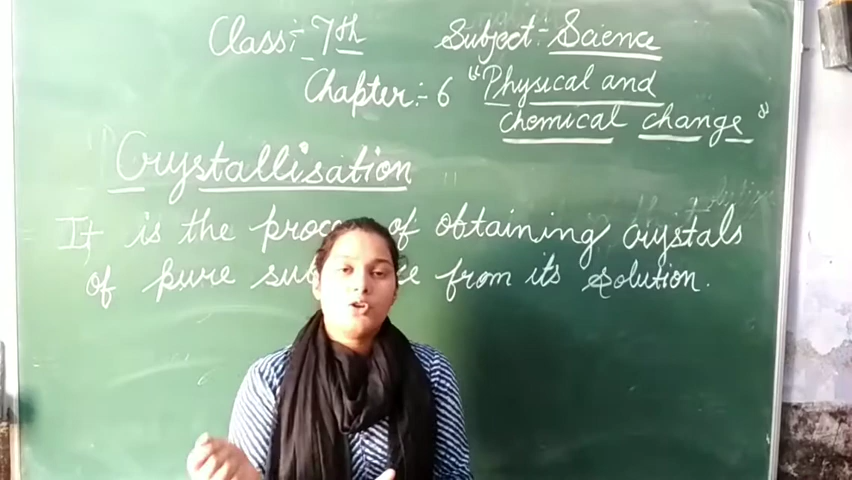 Class:- 7th Subject:- Science
Chapter:- 6 "Physical and
chemical change"
Crystallisation
It is the of obtaining crystals
of pure from its solution.